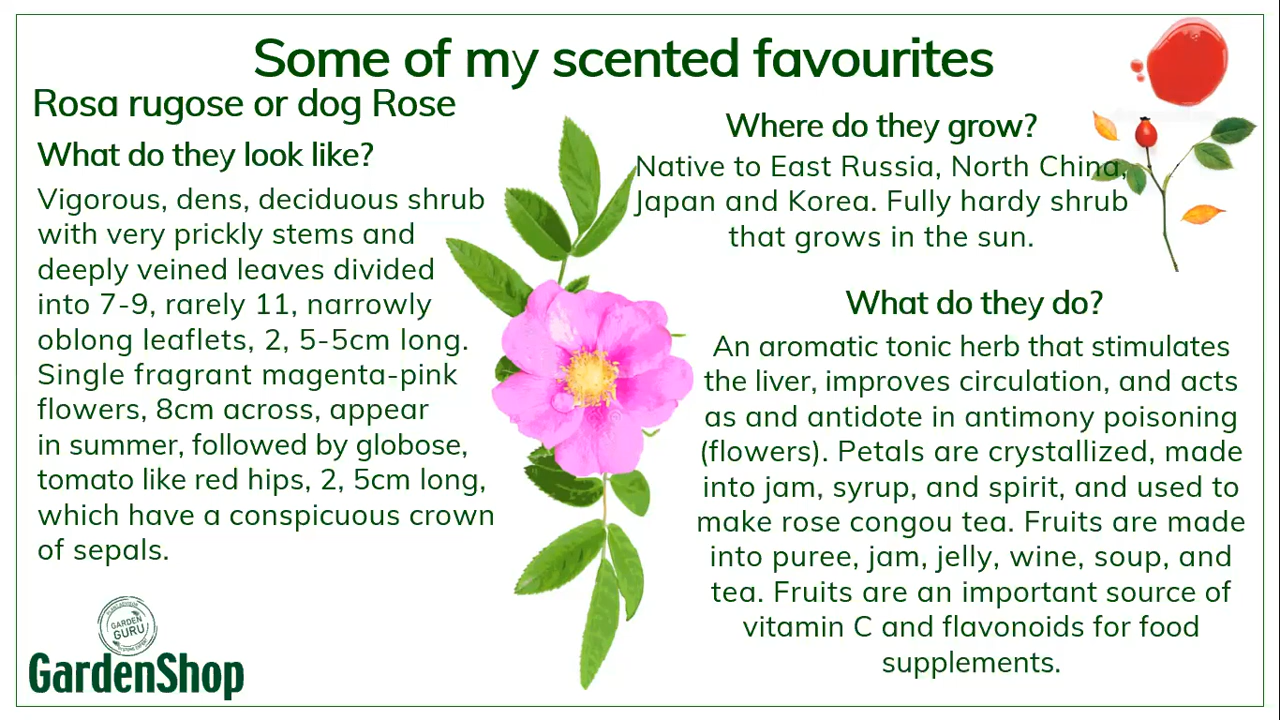 Some of my scented favourites
Rosa rugose or dog Rose
What do they look like?
Vigorous, dens, deciduous shrub
with very prickly stems and
deeply veined leaves divided
into 7-9, rarely 11, narrowly
oblong leaflets, 2, 5-5cm long.
Single fragrant magenta-pink
flowers, 8cm across, appear
in summer, followed by globose,
tomato like red hips, 2, 5cm long,
which have a conspicuous crown
of sepals.
Where do they grow?
Native to East Russia, North China,
Japan and Korea. Fully hardy shrub
that grows in the sun.
What do they do?
An aromatic tonic herb that stimulates
the liver, improves circulation, and acts
as and antidote in antimony poisoning
(flowers). Petals are crystallized, made
into jam, syrup, and spirit, and used to
make rose congou tea. Fruits are made
into puree, jam, jelly, wine, soup, and
tea. Fruits are an important source of
vitamin C and flavonoids for food
supplements.
GARDEN
GURU
GardenShop